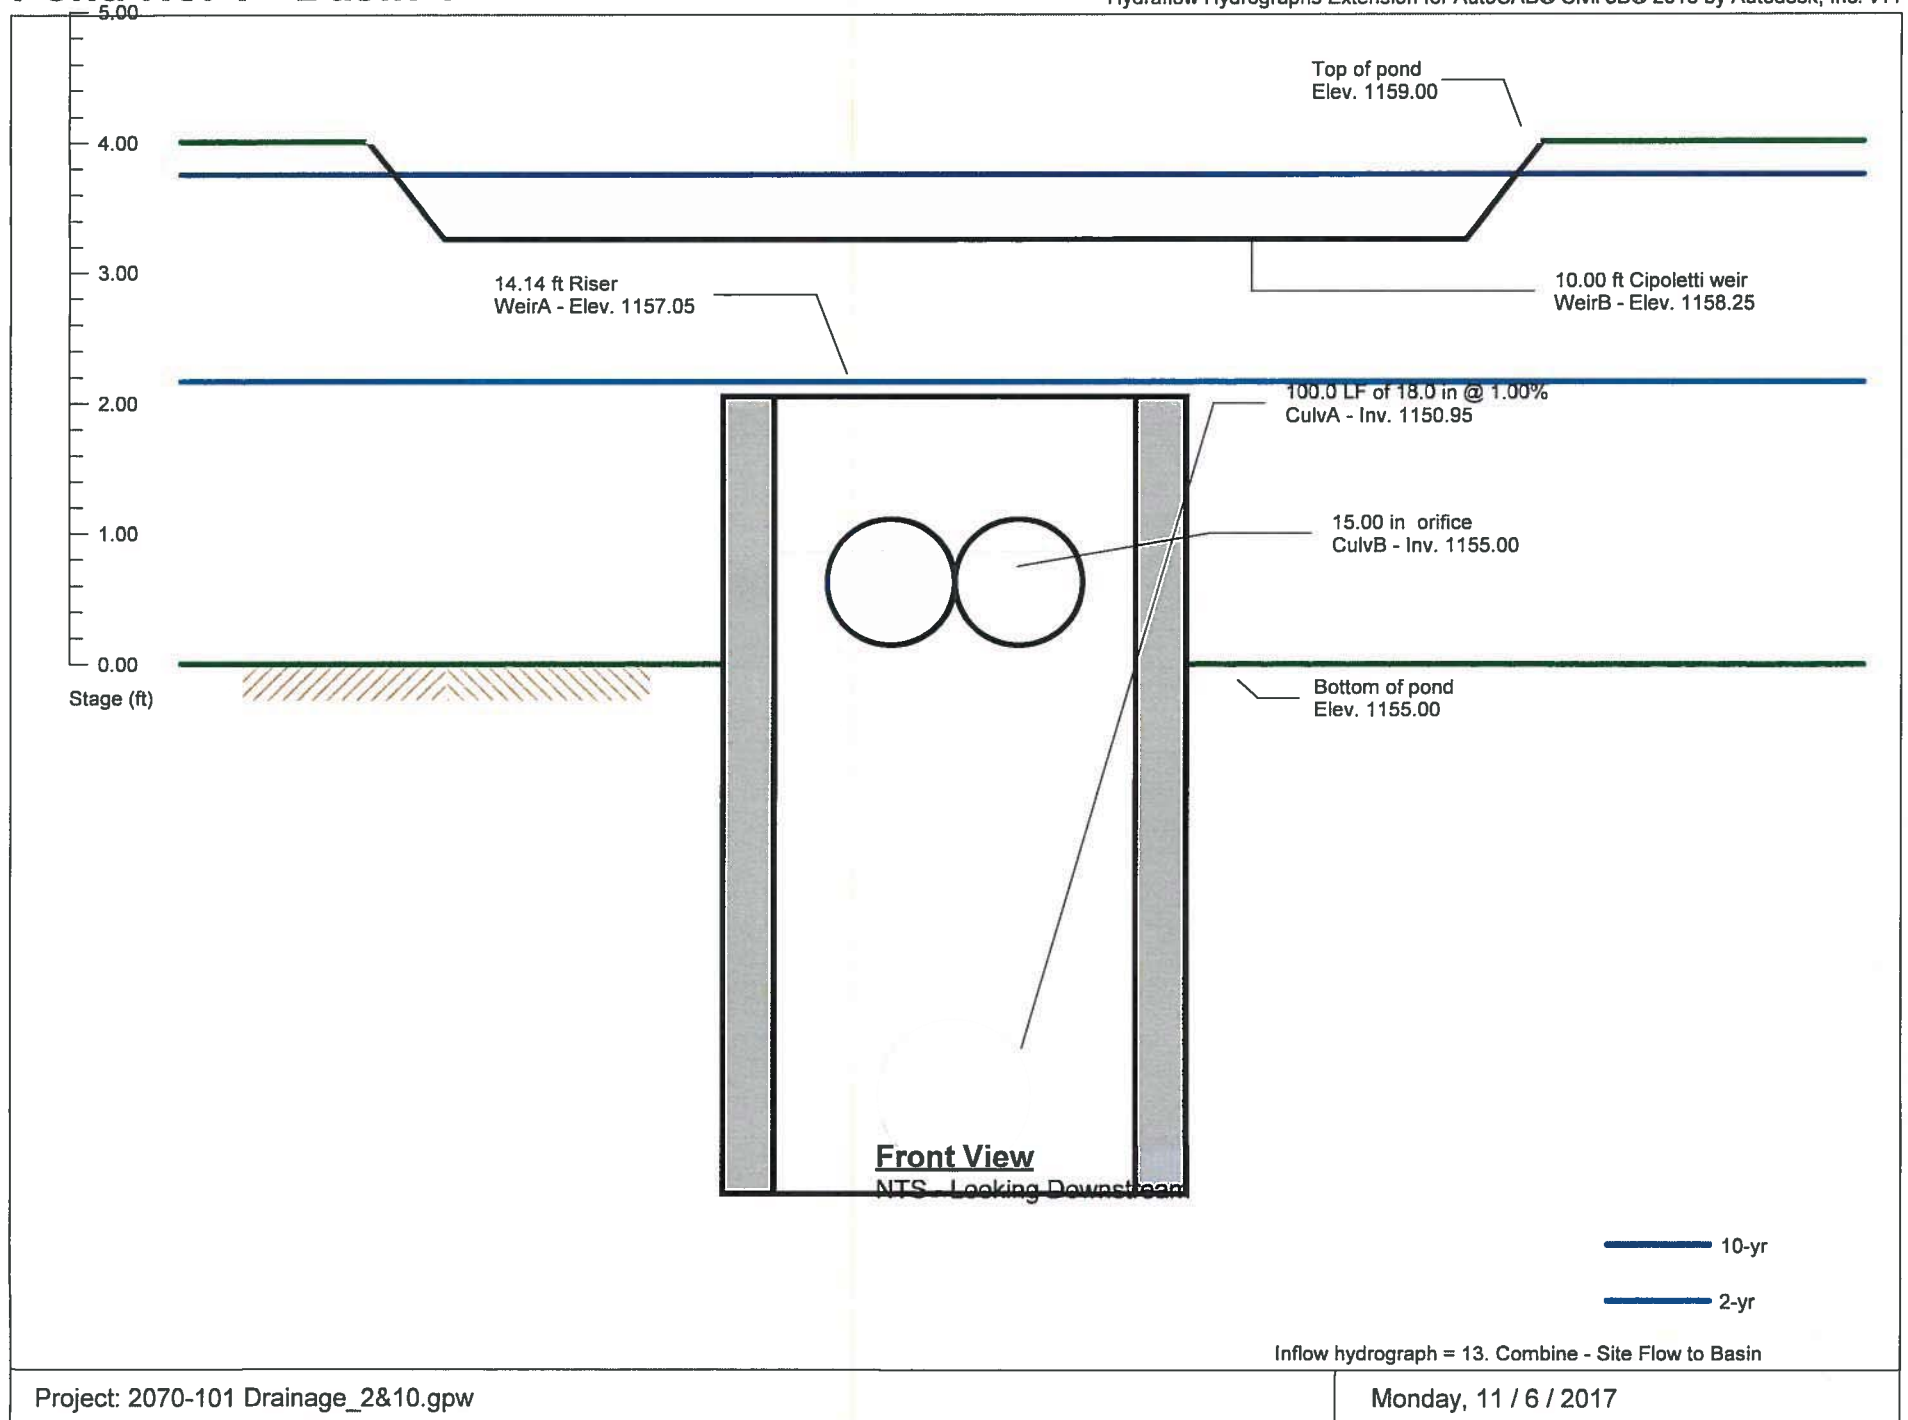 5.00
Top of pond
Elev. 1159.00
4.00
3.00
14.14 ft Riser
WeirA - Elev. 1157.05
10.00 ft Cipoletti weir
WeirB - Elev. 1158.25
2.00
100.0 LF of 18.0 in @ 1.00%
CulvA - Inv. 1150.95
1.00
15.00 in orifice
CulvB - Inv. 1155.00
0.00
Stage (ft)
Bottom of pond
Elev. 1155.00
Front View
NTS - Looking Downstream
10-yr
2-yr
Inflow hydrograph = 13. Combine - Site Flow to Basin
Project: 2070-101 Drainage_2&10.gpw
Monday, 11 / 6 / 2017